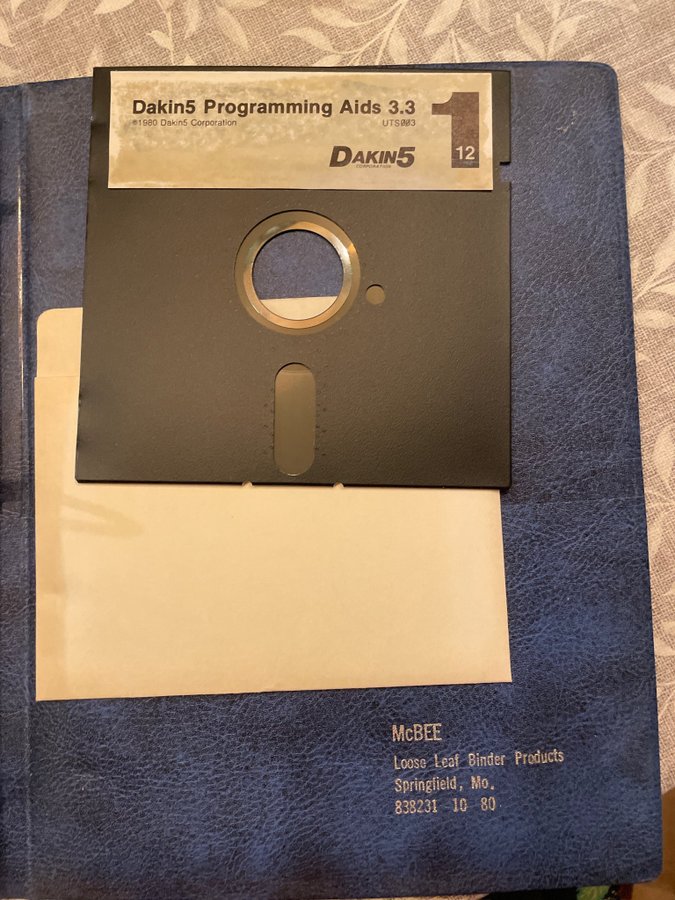 Dakin5 Programming Aids 3.3
©1980 Dakin5 Corporation UTS003
1
DAKIN5
CORPORATION
12
McBEE
Loose Leaf Binder Products
Springfield, Mo.
838231 10 80